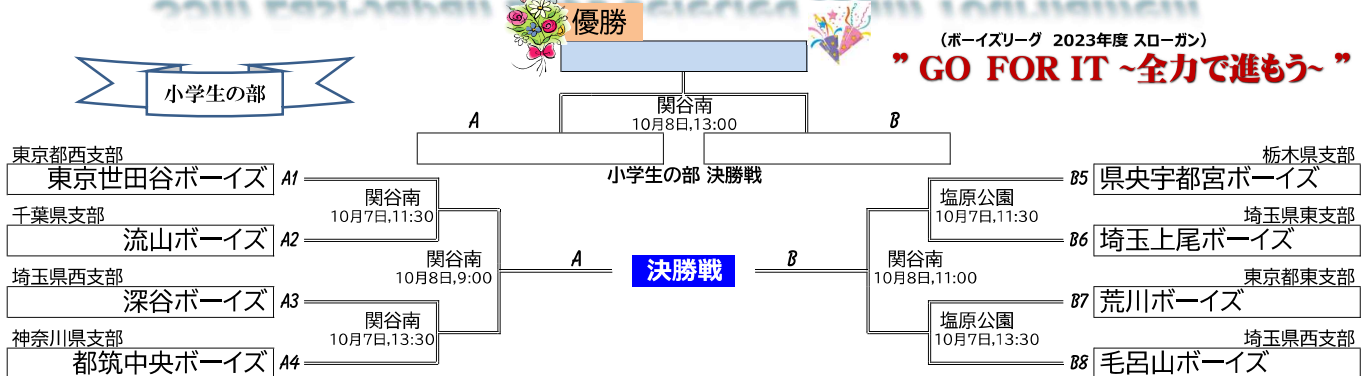 優勝
(ボーイズリーグ 2023年度 スローガン)
” GO FOR IT ~全力で進もう~ ”
小学生の部
関谷南
10月8日,13:00
A
B
小学生の部 決勝戦
東京都西支部
東京世田谷ボーイズ A1
関谷南
10月7日,11:30
千葉県支部
流山ボーイズ A2
関谷南
10月8日,9:00
埼玉県西支部
深谷ボーイズ A3
関谷南
10月7日,13:30
神奈川県支部
都筑中央ボーイズ A4
A
決勝戦
B
栃木県支部
B5 県央宇都宮ボーイズ
塩原公園
10月7日,11:30
埼玉県東支部
B6 埼玉上尾ボーイズ
関谷南
10月8日,11:00
東京都東支部
B7 荒川ボーイズ
塩原公園
10月7日,13:30
埼玉県西支部
B8 毛呂山ボーイズ